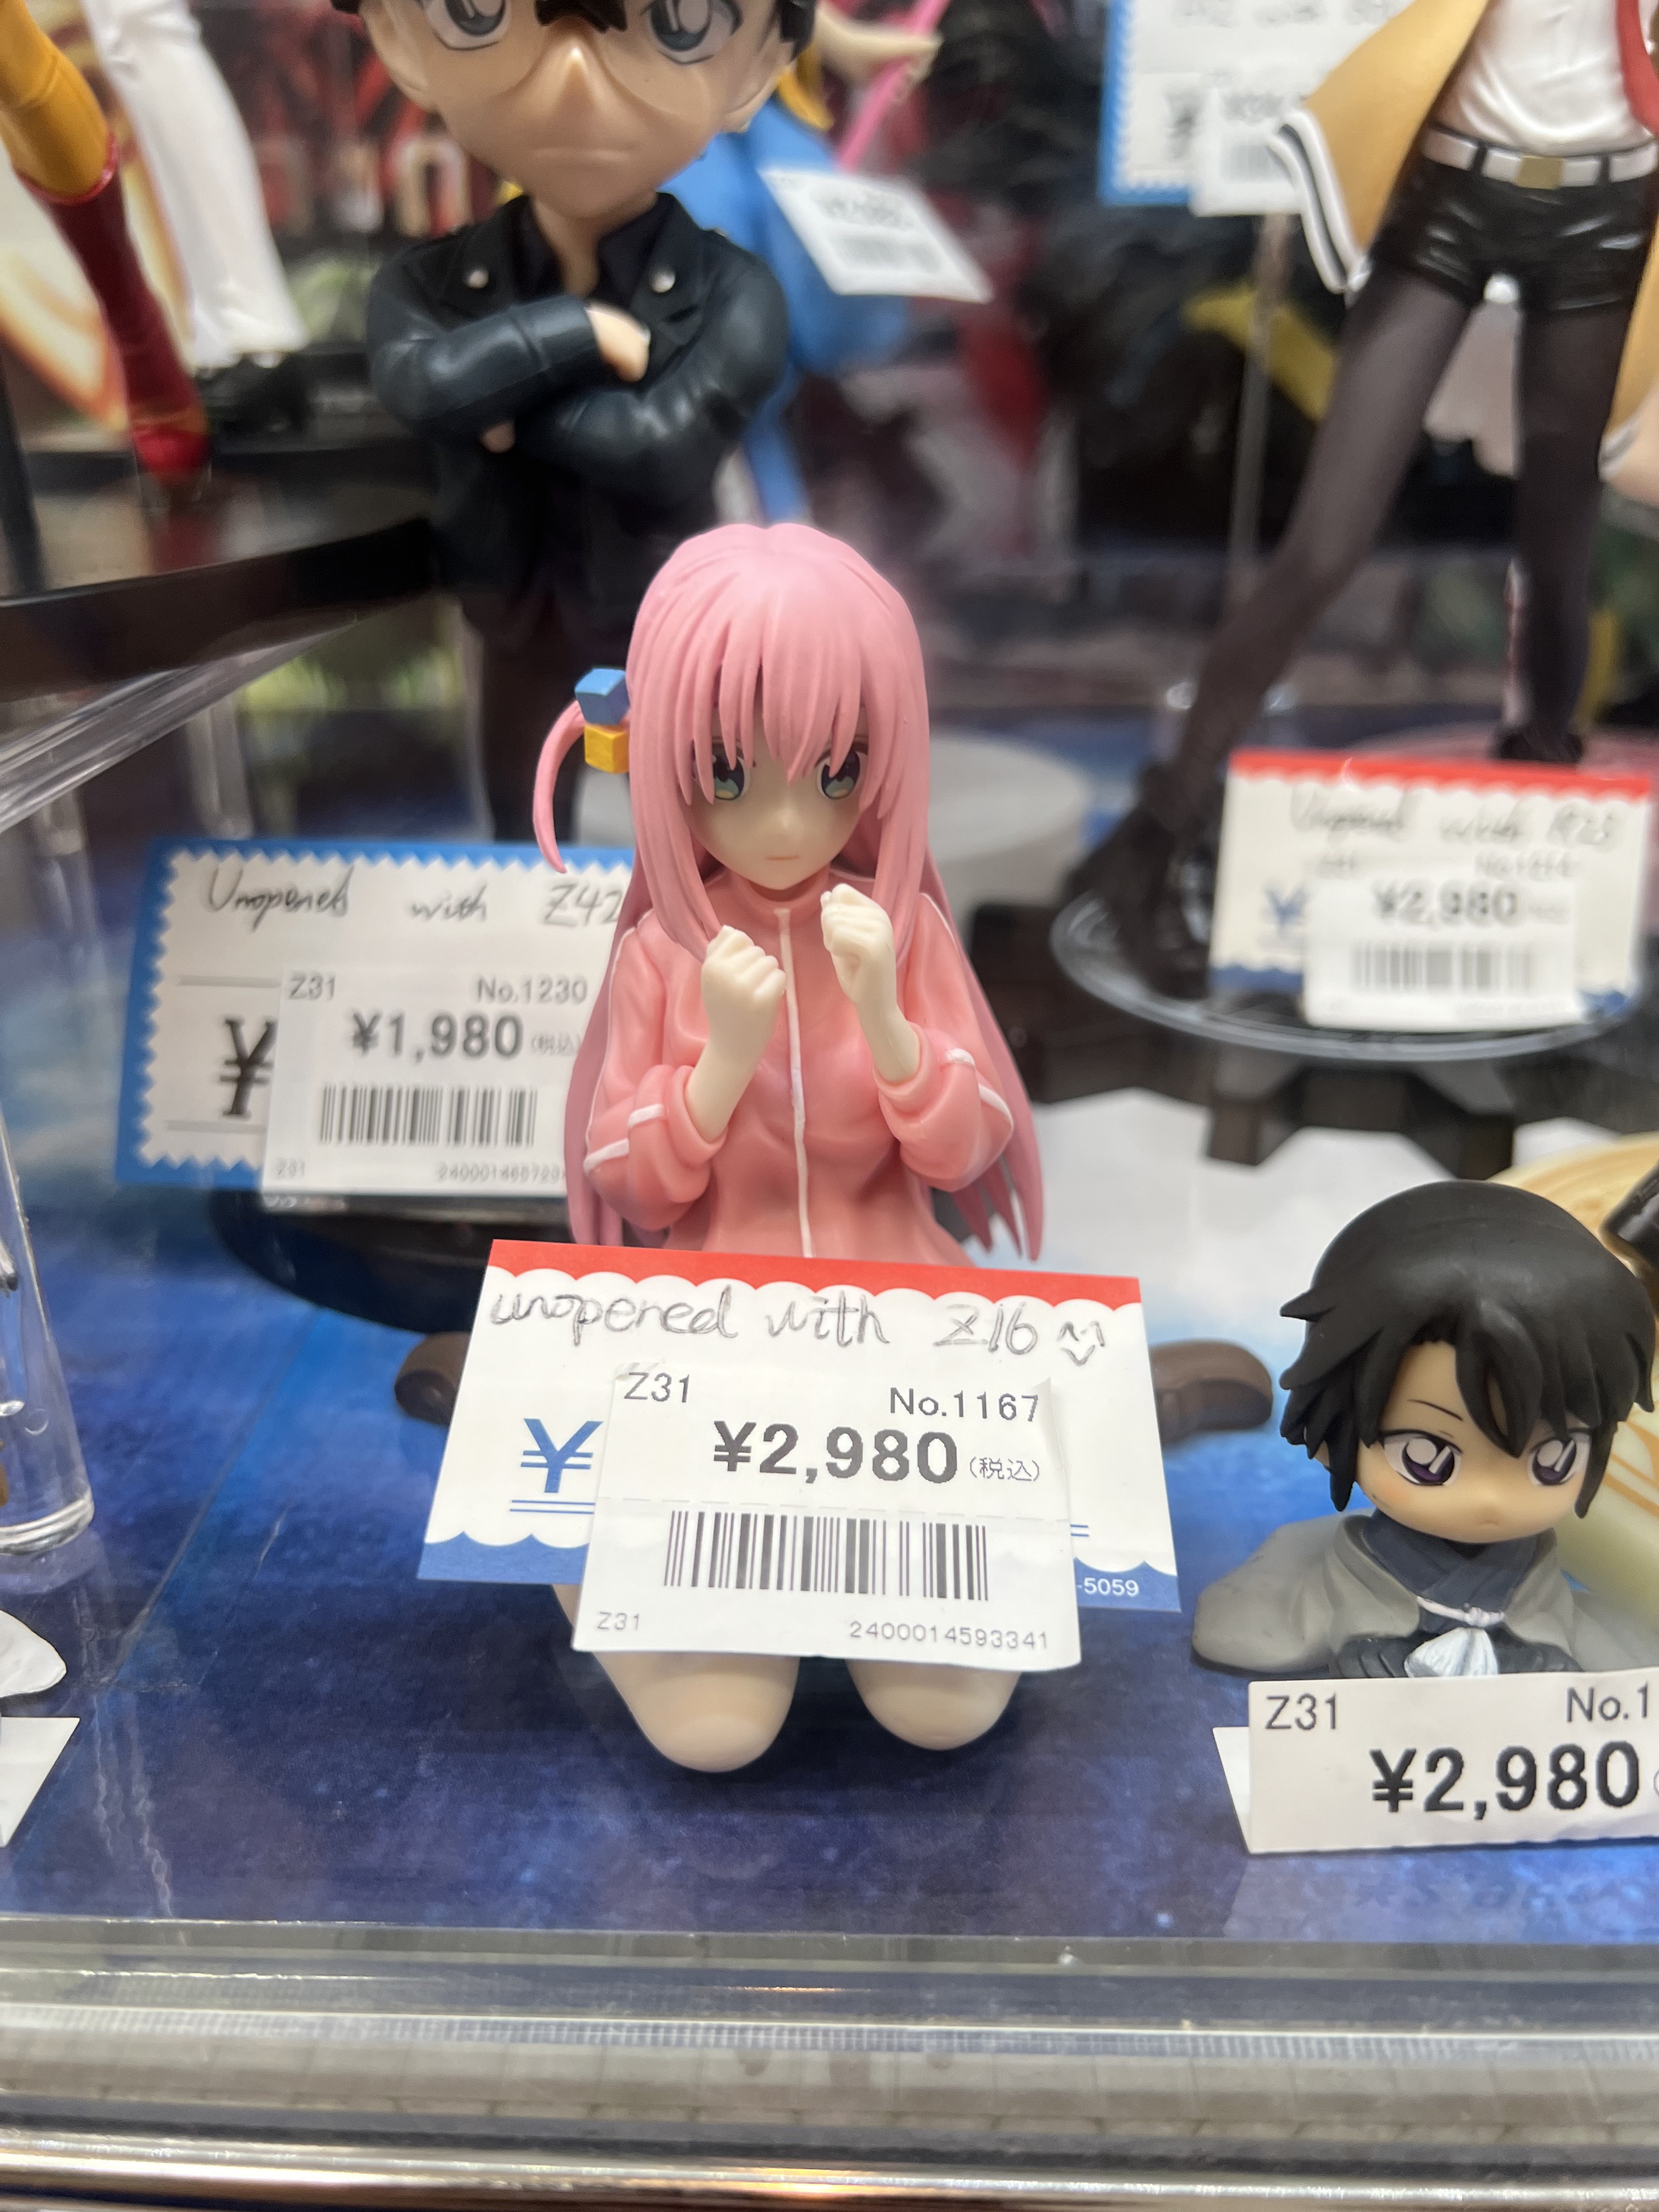 Unopened with Z42
Z31 No.1230
¥ ¥1,980 (税込)
Z31
unopened with Z16
Z31 No.1167
¥ ¥2,980 (税込)
-5059
Z31 2400014593341
Unopened with
¥ ¥2,980
Z31 No.1
¥2,980